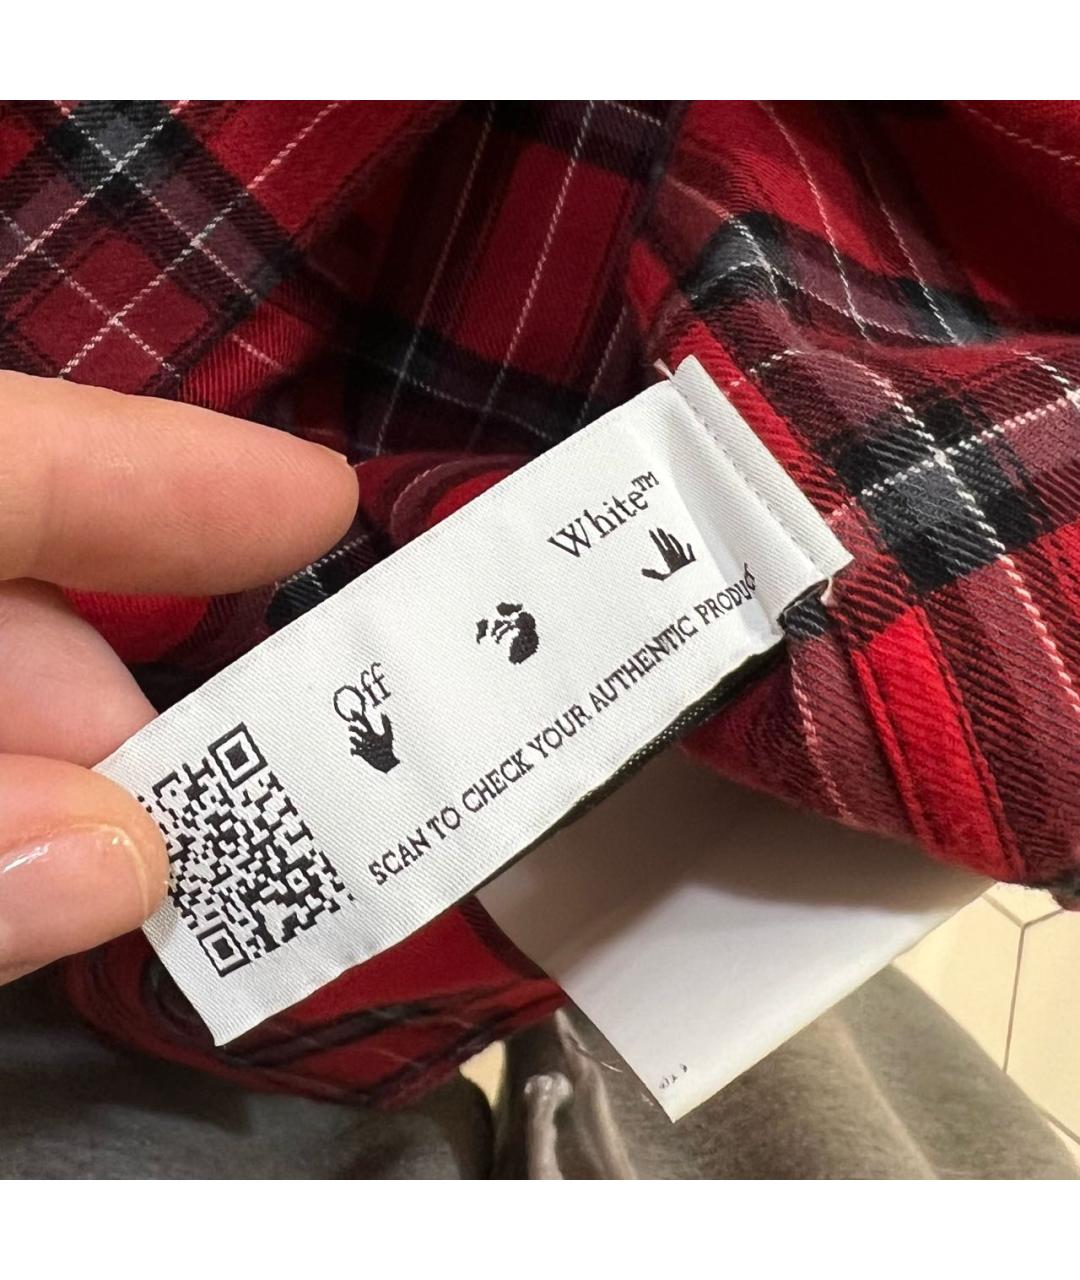 Off
White™
SCAN TO CHECK YOUR AUTHENTIC PRODUCT